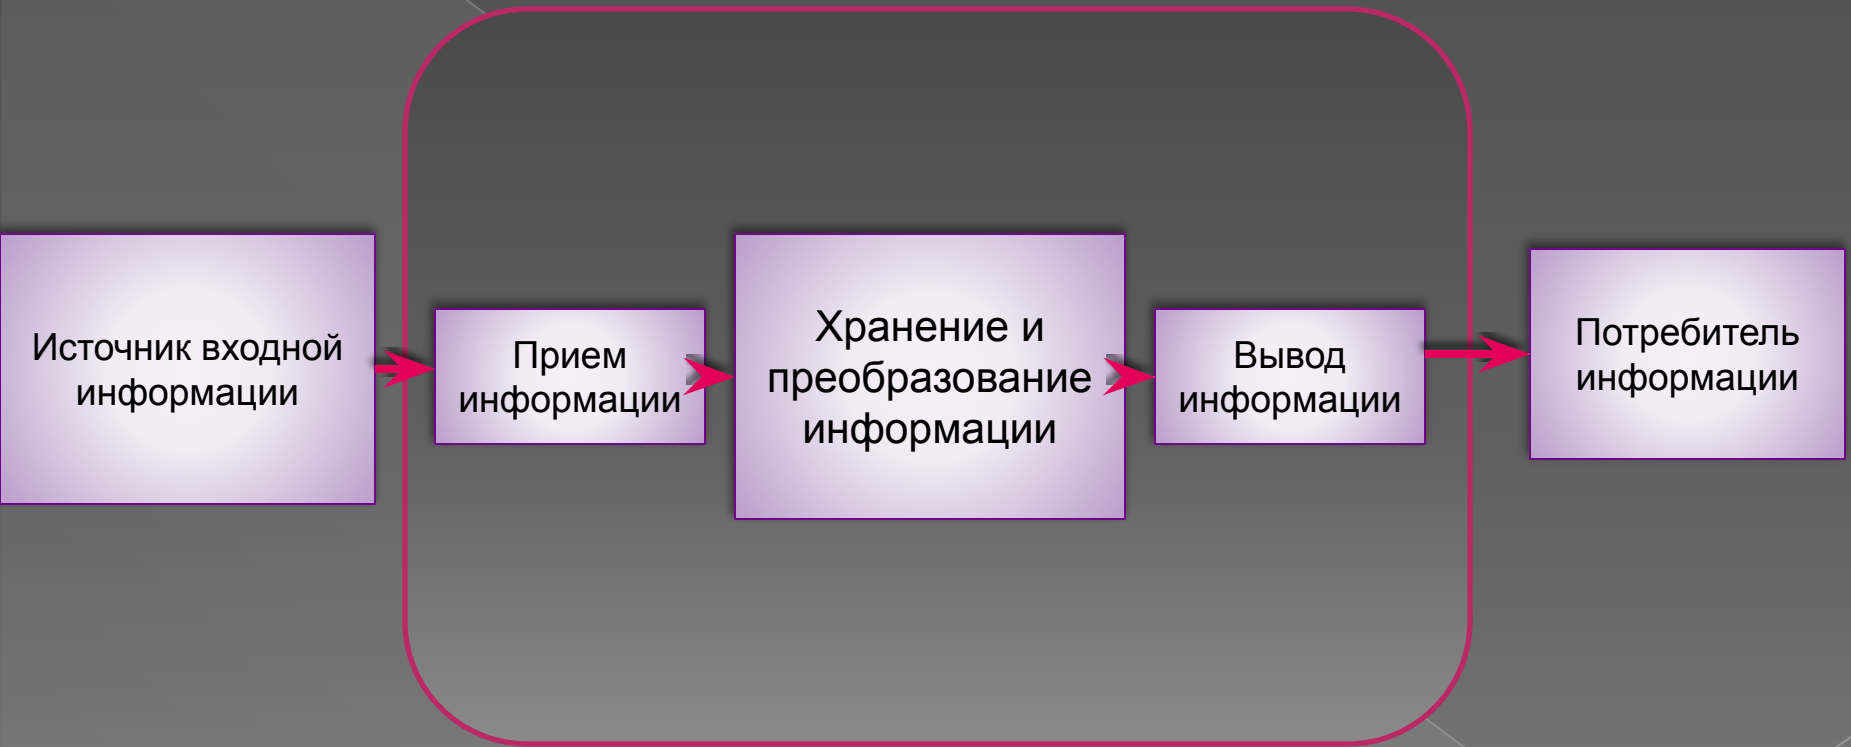 Источник входной
информации
Прием
информации
Хранение и
преобразование
информации
Вывод
информации
Потребитель
информации